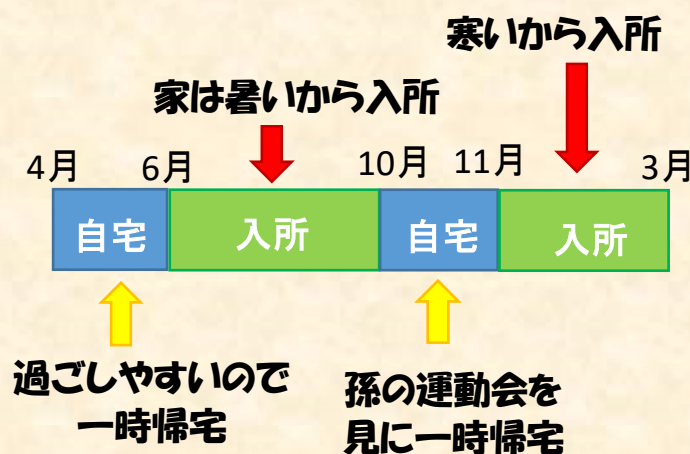 寒いから入所
家は暑いから入所
4月
6月
10月
11月
3月
自宅
入所
自宅
入所
過ごしやすいので
一時帰宅
孫の運動会を
見に一時帰宅